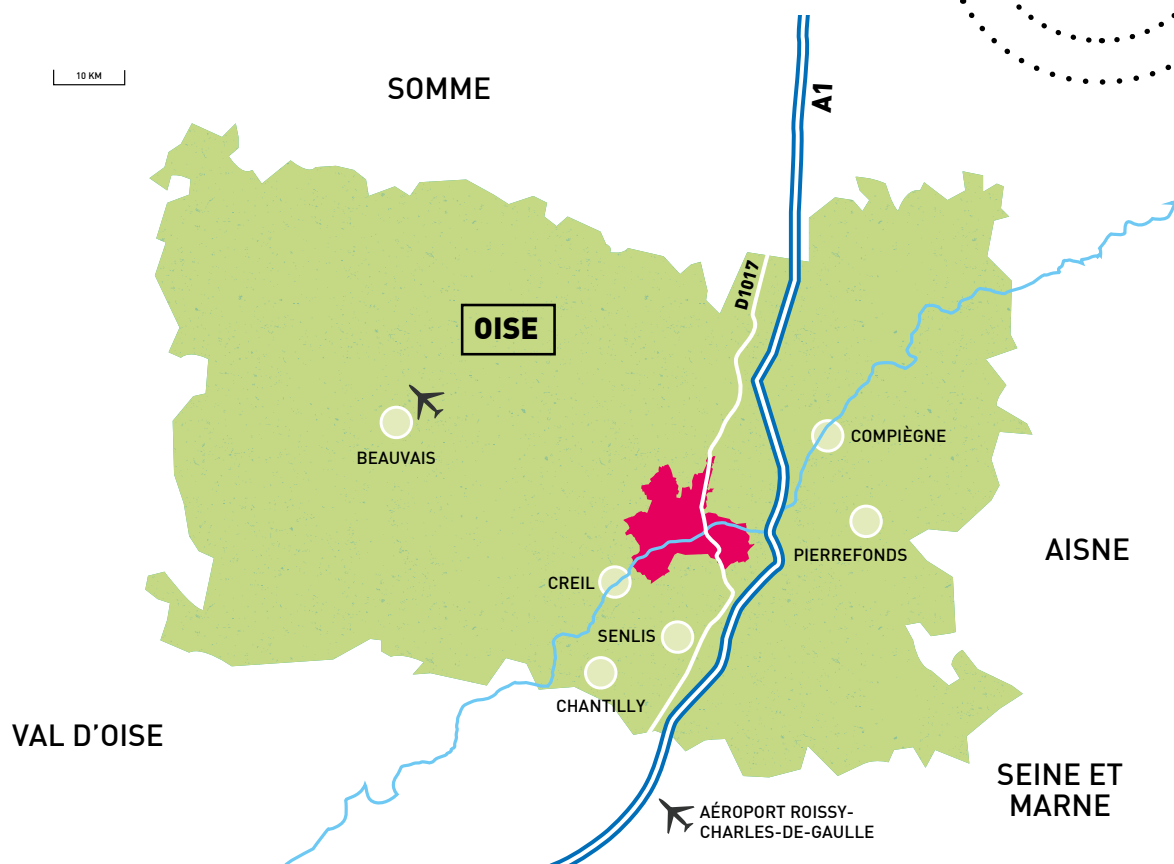 10 KM
SOMME
A1
D1017
OISE
BEAUVAIS
COMPIÈGNE
PIERREFONDS
AISNE
CREIL
SENLIS
CHANTILLY
VAL D'OISE
SEINE ET
MARNE
AÉROPORT ROISSY-
CHARLES-DE-GAULLE